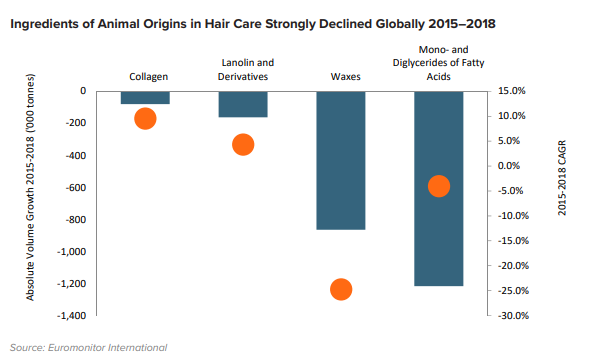 Ingredients of Animal Origins in Hair Care Strongly Declined Globally 2015–2018
Absolute Volume Growth 2015-2018 ('000 tonnes)
Collagen
Lanolin and
Derivatives
Waxes
Mono- and
Diglycerides of Fatty
Acids
0
-200
-400
-600
-800
-1,000
-1,200
-1,400
15.0%
10.0%
5.0%
0.0%
-5.0%
-10.0%
-15.0%
-20.0%
-25.0%
-30.0%
2015-2018 CAGR
Source: Euromonitor International